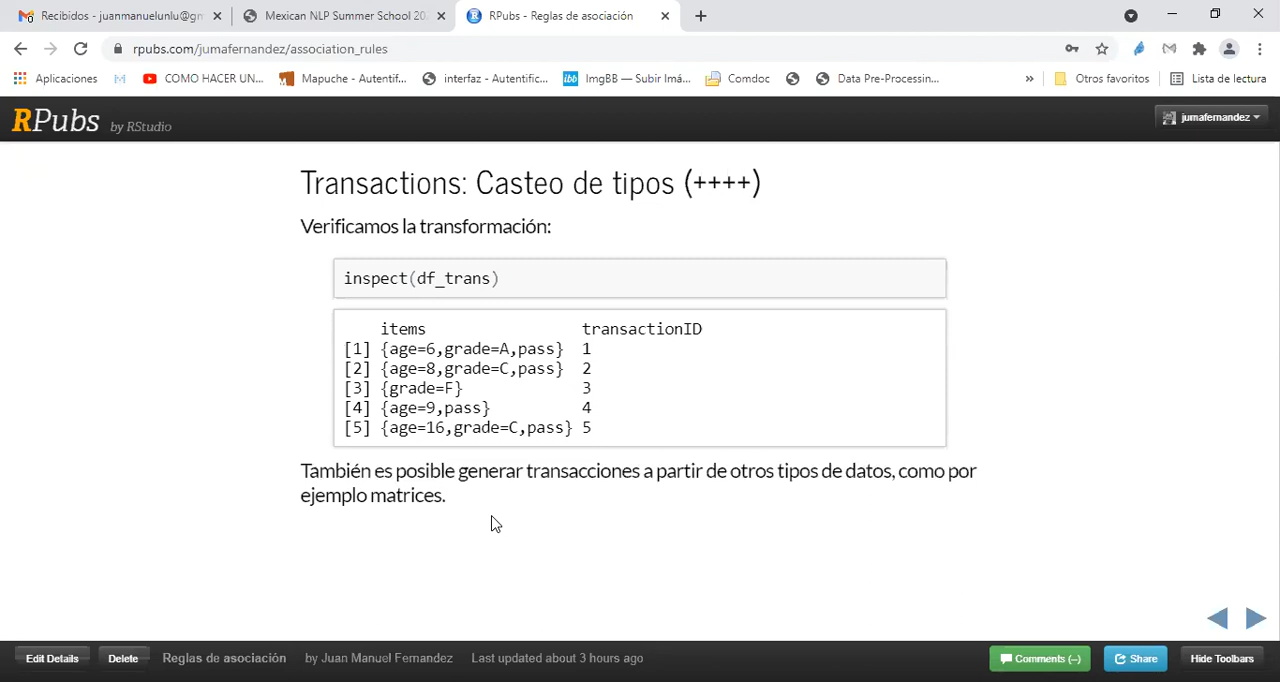 Recibidos - juanmanuelunlu@gm
Mexican NLP Summer School 202
RPubs - Reglas de asociación
rpubs.com/jumafernandez/association_rules
Aplicaciones
COMO HACER UN...
Mapuche - Autentif...
interfaz - Autentific...
ImgBB — Subir Imá...
Comdoc
Data Pre-Processin...
»
Otros favoritos
Lista de lectura
RPubs by RStudio
jumafernandez
Transactions: Casteo de tipos (++++)
Verificamos la transformación:
inspect(df_trans)
items transactionID
[1] {age=6,grade=A,pass} 1
[2] {age=8,grade=C,pass} 2
[3] {grade=F} 3
[4] {age=9,pass} 4
[5] {age=16,grade=C,pass} 5
También es posible generar transacciones a partir de otros tipos de datos, como por
ejemplo matrices.
Edit Details
Delete
Reglas de asociación
by Juan Manuel Fernandez
Last updated about 3 hours ago
Comments (–)
Share
Hide Toolbars